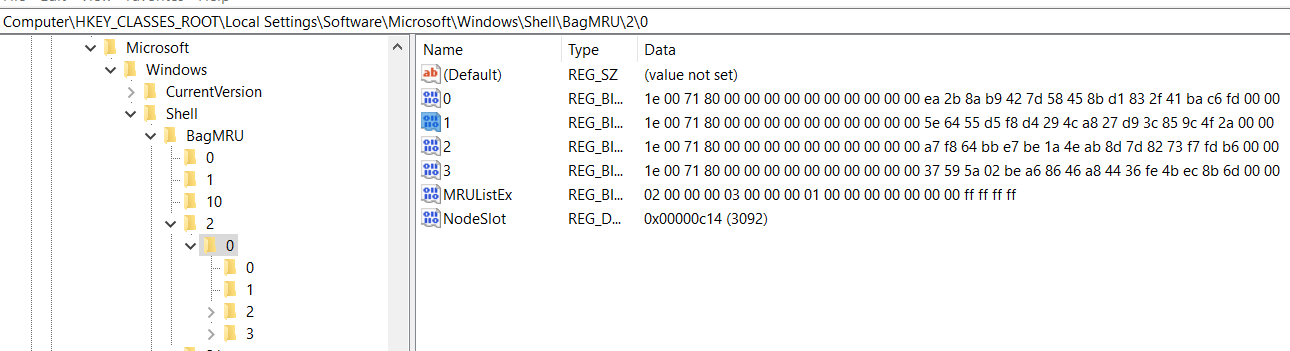 Computer\HKEY_CLASSES_ROOT\Local Settings\Software\Microsoft\Windows\Shell\BagMRU\2\0
Microsoft
Windows
CurrentVersion
Shell
BagMRU
0
1
10
2
0
0
1
2
3
Name Type Data
(Default) REG_SZ (value not set)
0 REG_BI... 1e 00 71 80 00 00 00 00 00 00 00 00 00 00 ea 2b 8a b9 42 7d 58 45 8b d1 83 2f 41 ba c6 fd 00 00
1 REG_BI... 1e 00 71 80 00 00 00 00 00 00 00 00 00 00 5e 64 55 d5 f8 d4 29 4c a8 27 d9 3c 85 9c 4f 2a 00 00
2 REG_BI... 1e 00 71 80 00 00 00 00 00 00 00 00 00 00 a7 f8 64 bb e7 be 1a 4e ab 8d 7d 82 73 f7 fd b6 00 00
3 REG_BI... 1e 00 71 80 00 00 00 00 00 00 00 00 00 00 37 59 5a 02 be a6 86 46 a8 44 36 fe 4b ec 8b 6d 00 00
MRUListEx REG_BI... 02 00 00 00 03 00 00 00 01 00 00 00 00 00 00 00 ff ff ff ff
NodeSlot REG_D... 0x00000c14 (3092)